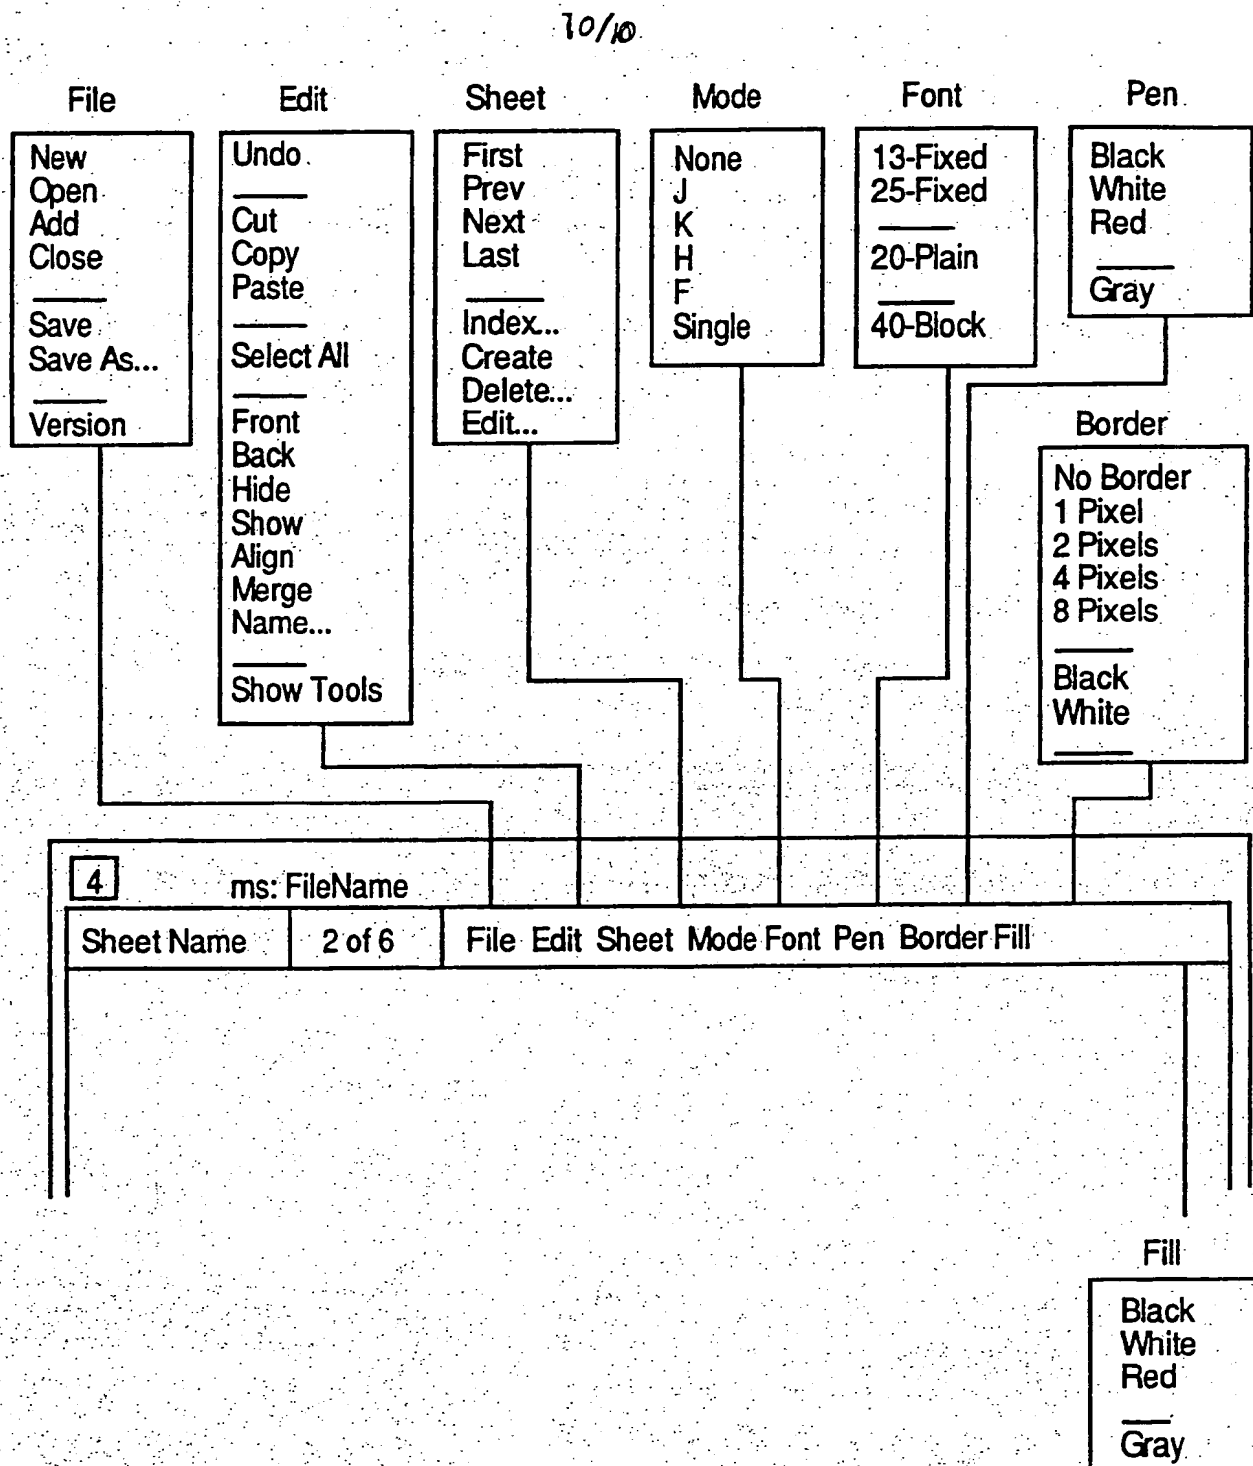 10/10
File
New
Open
Add
Close
Save
Save As...
Version
Edit
Undo
Cut
Copy
Paste
Select All
Front
Back
Hide
Show
Align
Merge
Name...
Show Tools
Sheet
First
Prev
Next
Last
Index...
Create
Delete...
Edit...
Mode
None
J
K
H
F
Single
Font
13-Fixed
25-Fixed
20-Plain
40-Block
Pen
Black
White
Red
Gray
Border
No Border
1 Pixel
2 Pixels
4 Pixels
8 Pixels
Black
White
4
ms: FileName
Sheet Name
2 of 6
File Edit Sheet Mode Font Pen Border Fill
Fill
Black
White
Red
Gray